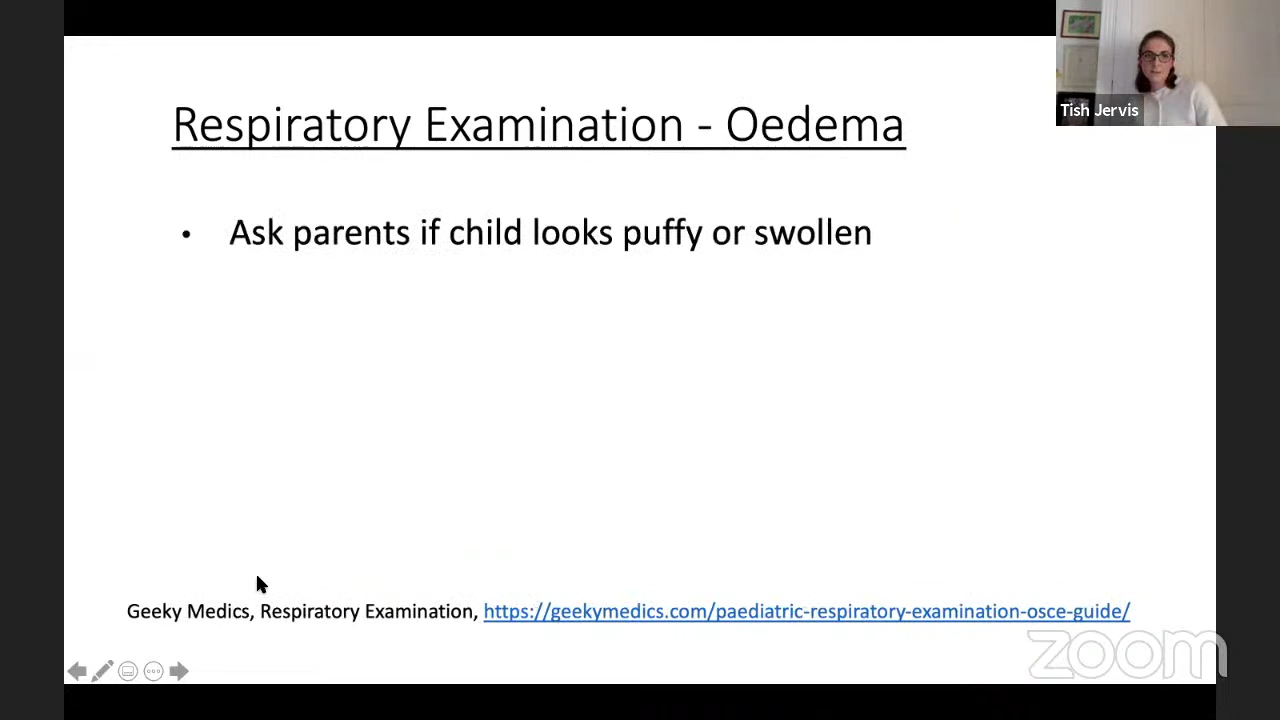 Respiratory Examination - Oedema
Tish Jervis
• Ask parents if child looks puffy or swollen
Geeky Medics, Respiratory Examination, https://geekymedics.com/paediatric-respiratory-examination-osce-guide/
zoom